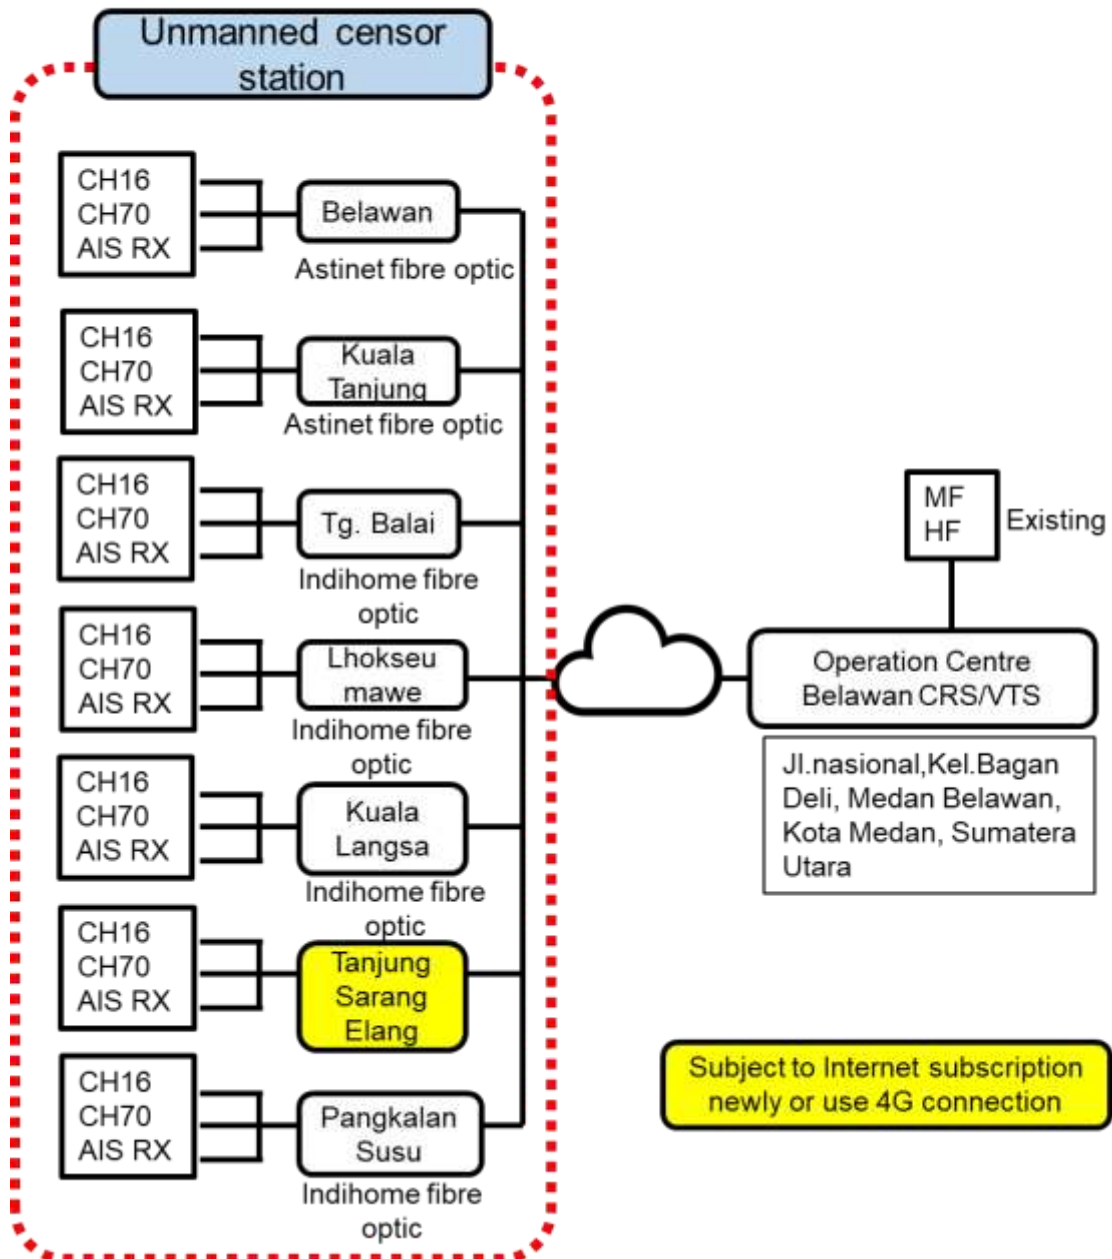 Unmanned censor
station
CH16
CH70
AIS RX
Belawan
Astinet fibre optic
CH16
CH70
AIS RX
Kuala
Tanjung
Astinet fibre optic
CH16
CH70
AIS RX
Tg. Balai
Indihome fibre
optic
CH16
CH70
AIS RX
Lhokseu
mawe
Indihome fibre
optic
CH16
CH70
AIS RX
Kuala
Langsa
Indihome fibre
optic
CH16
CH70
AIS RX
Tanjung
Sarang
Elang
CH16
CH70
AIS RX
Pangkalan
Susu
Indihome fibre
optic
MF
HF
Existing
Operation Centre
Belawan CRS/VTS
Jl.nasional,Kel.Bagan
Deli, Medan Belawan,
Kota Medan, Sumatera
Utara
Subject to Internet subscription
newly or use 4G connection